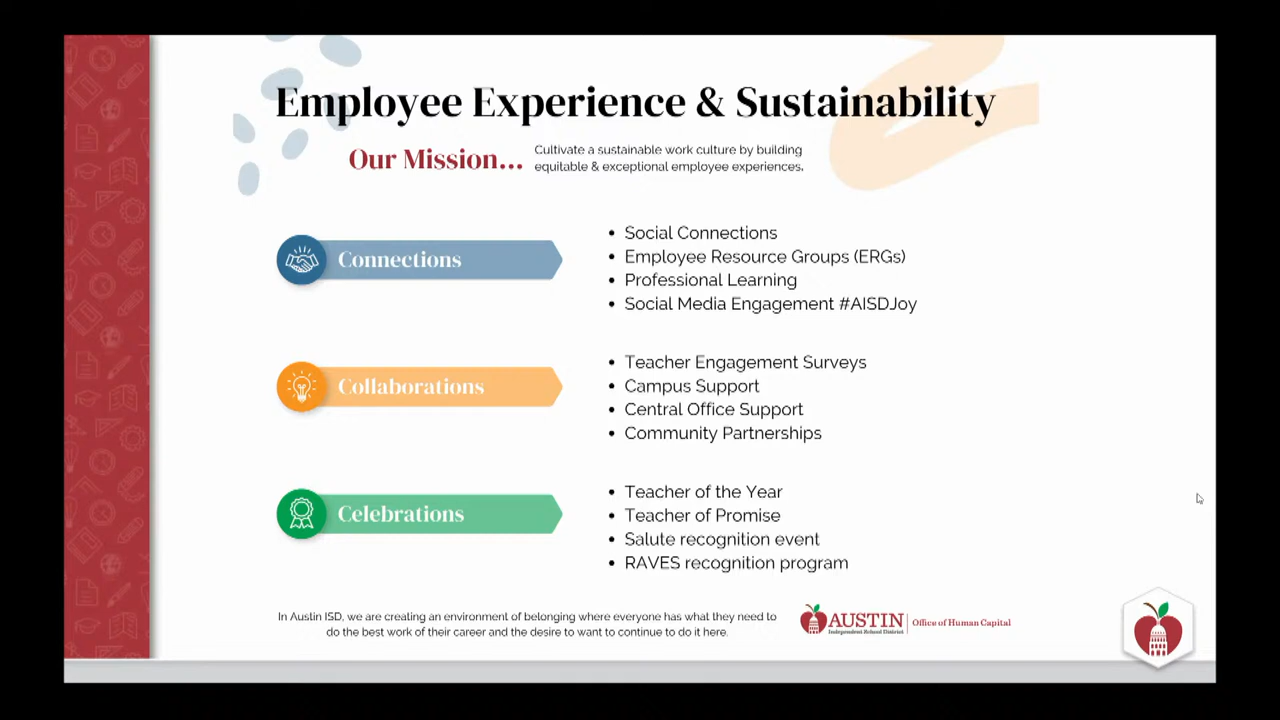 Employee Experience & Sustainability
Our Mission...
Cultivate a sustainable work culture by building
equitable & exceptional employee experiences.
Connections
• Social Connections
• Employee Resource Groups (ERGs)
• Professional Learning
• Social Media Engagement #AISDJoy
Collaborations
• Teacher Engagement Surveys
• Campus Support
• Central Office Support
• Community Partnerships
Celebrations
• Teacher of the Year
• Teacher of Promise
• Salute recognition event
• RAVES recognition program
In Austin ISD, we are creating an environment of belonging where everyone has what they need to
do the best work of their career and the desire to want to continue to do it here.
AUSTIN
Independent School District
Office of Human Capital